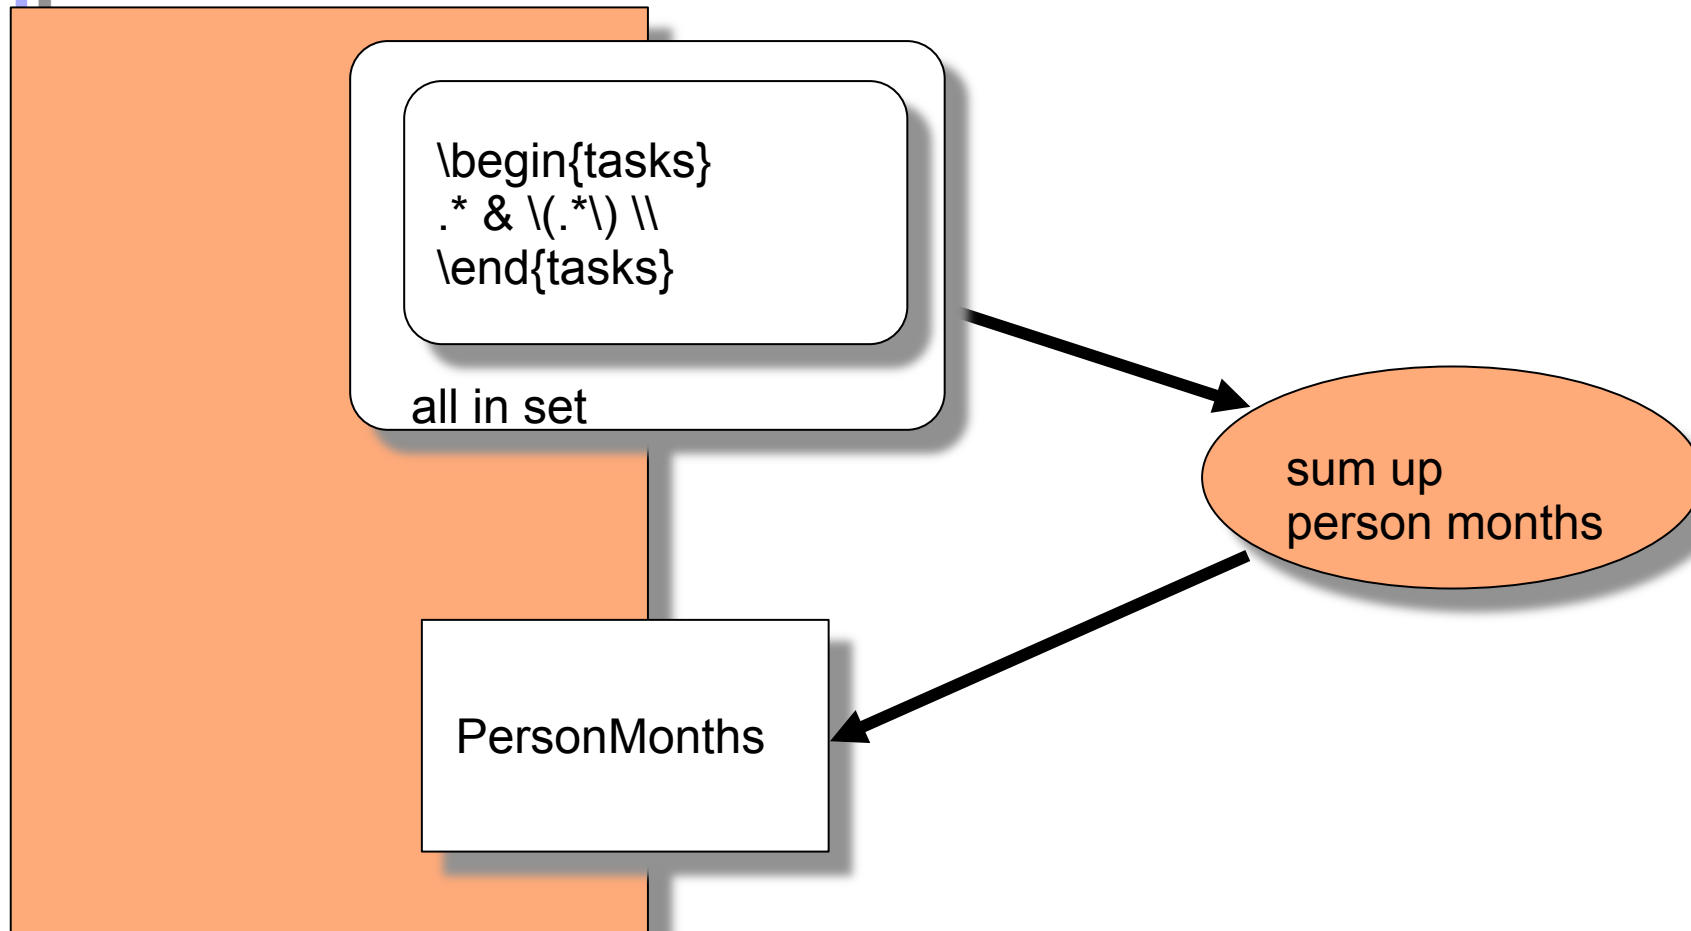 \begin{tasks}
.* & \(.*\) \\
\end{tasks}
all in set
sum up
person months
PersonMonths